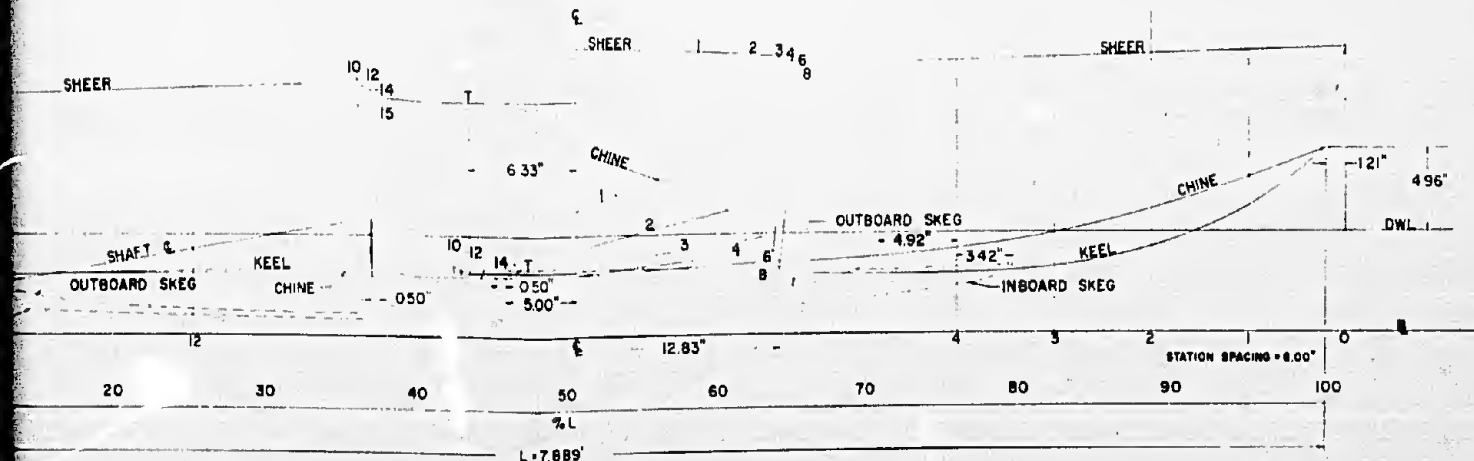 ℄
SHEER 1 2 3 4 6 8 SHEER
10 12 14 15
SHEER T
CHINE
6.33" 1.21"
1 CHINE 4.96"
2 OUTBOARD SKEG
DWL
SHAFT ℄ KEEL 10 12 14 T 3 4 6 8 4.92" 3.42" KEEL
OUTBOARD SKEG CHINE 0.50" INBOARD SKEG
0.50" 5.00"
12 ℄ 12.83" 4 3 2 1 0
STATION SPACING = 6.00"
20 30 40 50 60 70 80 90 100
% L
L = 7.889'